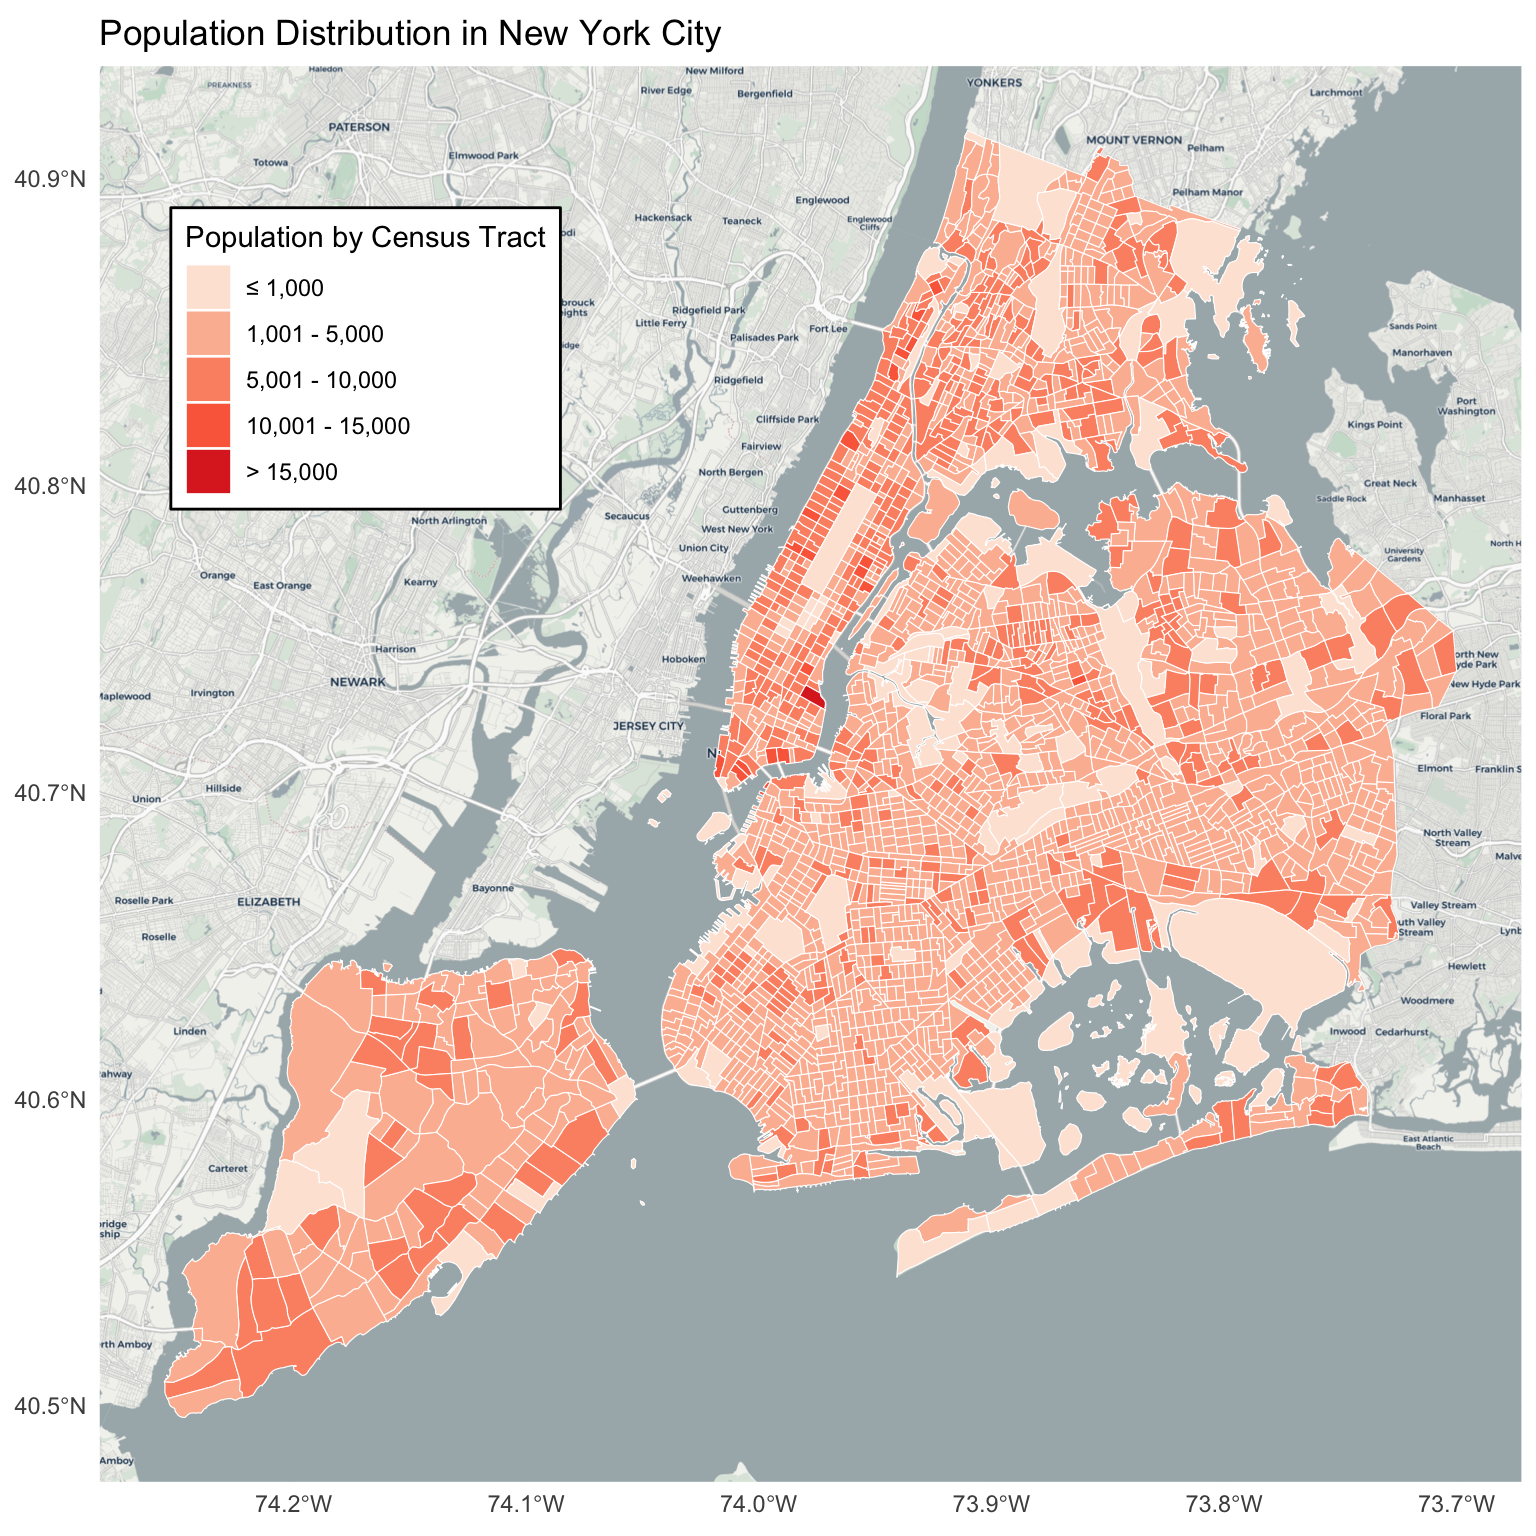 Population Distribution in New York City
PREAKNESS
Haledon
New Milford
River Edge
Bergenfield
YONKERS
Larchmont
PATERSON
Elmwood Park
Totowa
MOUNT VERNON
Pelham
Pelham Manor
40.9°N
Englewood
Hackensack
Teaneck
Englewood
Cliffs
odi
Population by Census Tract
≤ 1,000
1,001 - 5,000
5,001 - 10,000
10,001 - 15,000
> 15,000
brouck
eights
idge
Ridgefield Park
Little Ferry
Palisades Park
Fort Lee
Ridgefield
Cliffside Park
Fairview
North Bergen
Guttenberg
West New York
Secaucus
Union City
Weehawken
Sands Point
Manorhaven
Port
Washington
Kings Point
Great Neck
Saddle Rock
Manhasset
University
Gardens
North H
40.8°N
North Arlington
Orange
East Orange
Kearny
Harrison
Hoboken
NEWARK
Maplewood
Irvington
JERSEY CITY
N
orth New
yde Park
New Hyde Park
Floral Park
Elmont
Franklin S
40.7°N
Hillside
Union
North Valley
Stream
Malve
Bayonne
Roselle Park
ELIZABETH
Roselle
Valley Stream
uth Valley
Stream
Lynb
Hewlett
Woodmere
Linden
Inwood
Cedarhurst
ahway
40.6°N
East Atlantic
Beach
Carteret
bridge
ship
rth Amboy
40.5°N
Amboy
74.2°W
74.1°W
74.0°W
73.9°W
73.8°W
73.7°W